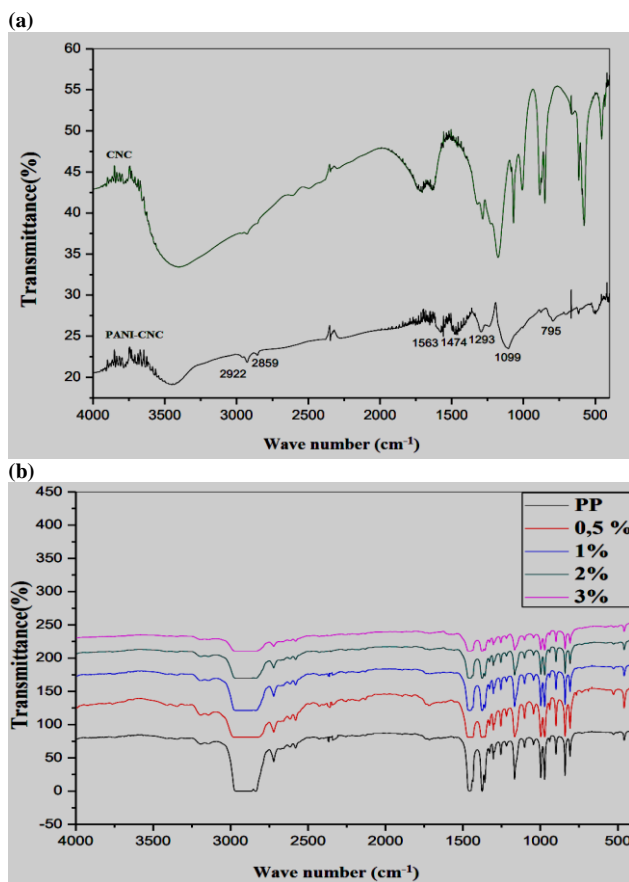 (a)
60
55
50
45
40
35
30
25
20
Transmittance(%)
CNC
PANI-CNC
2922
2859
1563
1474
1293
1099
795
4000 3500 3000 2500 2000 1500 1000 500
Wave number (cm⁻¹)
(b)
450
400
350
300
250
200
150
100
50
0
-50
Transmittance(%)
PP
0,5 %
1%
2%
3%
4000 3500 3000 2500 2000 1500 1000 500
Wave number (cm⁻¹)